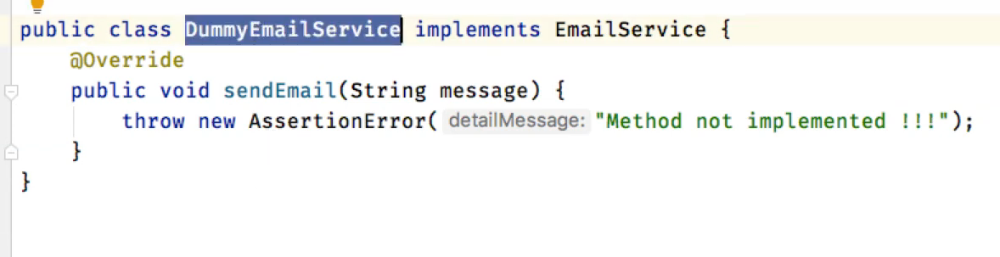 public class DummyEmailService implements EmailService {
@Override
public void sendEmail(String message) {
throw new AssertionError( detailMessage: "Method not implemented !!!");
}
}